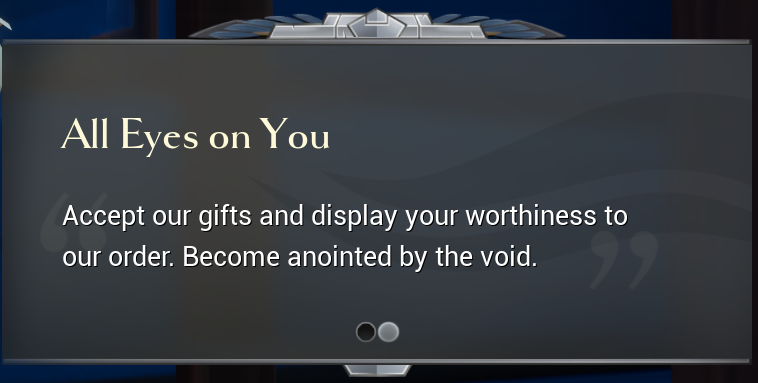 All Eyes on You
Accept our gifts and display your worthiness to
our order. Become anointed by the void.